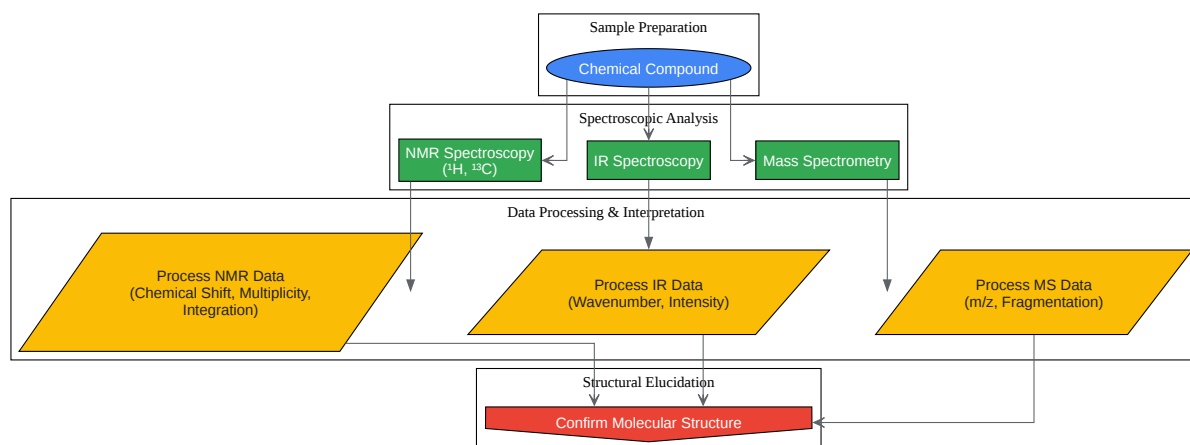 Sample Preparation
Chemical Compound
Spectroscopic Analysis
NMR Spectroscopy
(¹H, ¹³C)
IR Spectroscopy
Mass Spectrometry
Data Processing & Interpretation
Process NMR Data
(Chemical Shift, Multiplicity,
Integration)
Process IR Data
(Wavenumber, Intensity)
Process MS Data
(m/z, Fragmentation)
Structural Elucidation
Confirm Molecular Structure